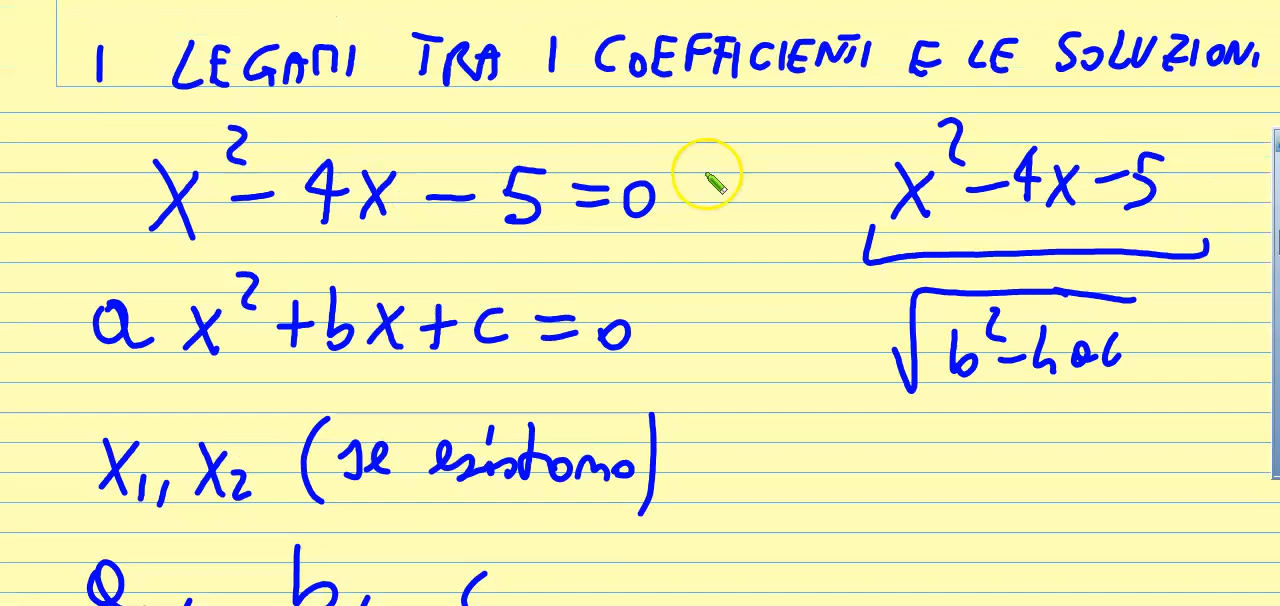 I LEGAMI TRA I COEFFICIENTI E LE SOLUZIONI
x² - 4x - 5 = 0
x² - 4x - 5
a x² + bx + c = 0
√(b² - 4ac)
x₁, x₂ (se esistono)
a, b, c